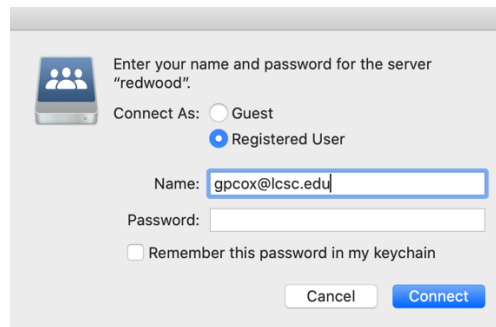 Enter your name and password for the server
“redwood”.
Connect As: Guest
Registered User
Name: gpcox@lcsc.edu
Password:
Remember this password in my keychain
Cancel Connect